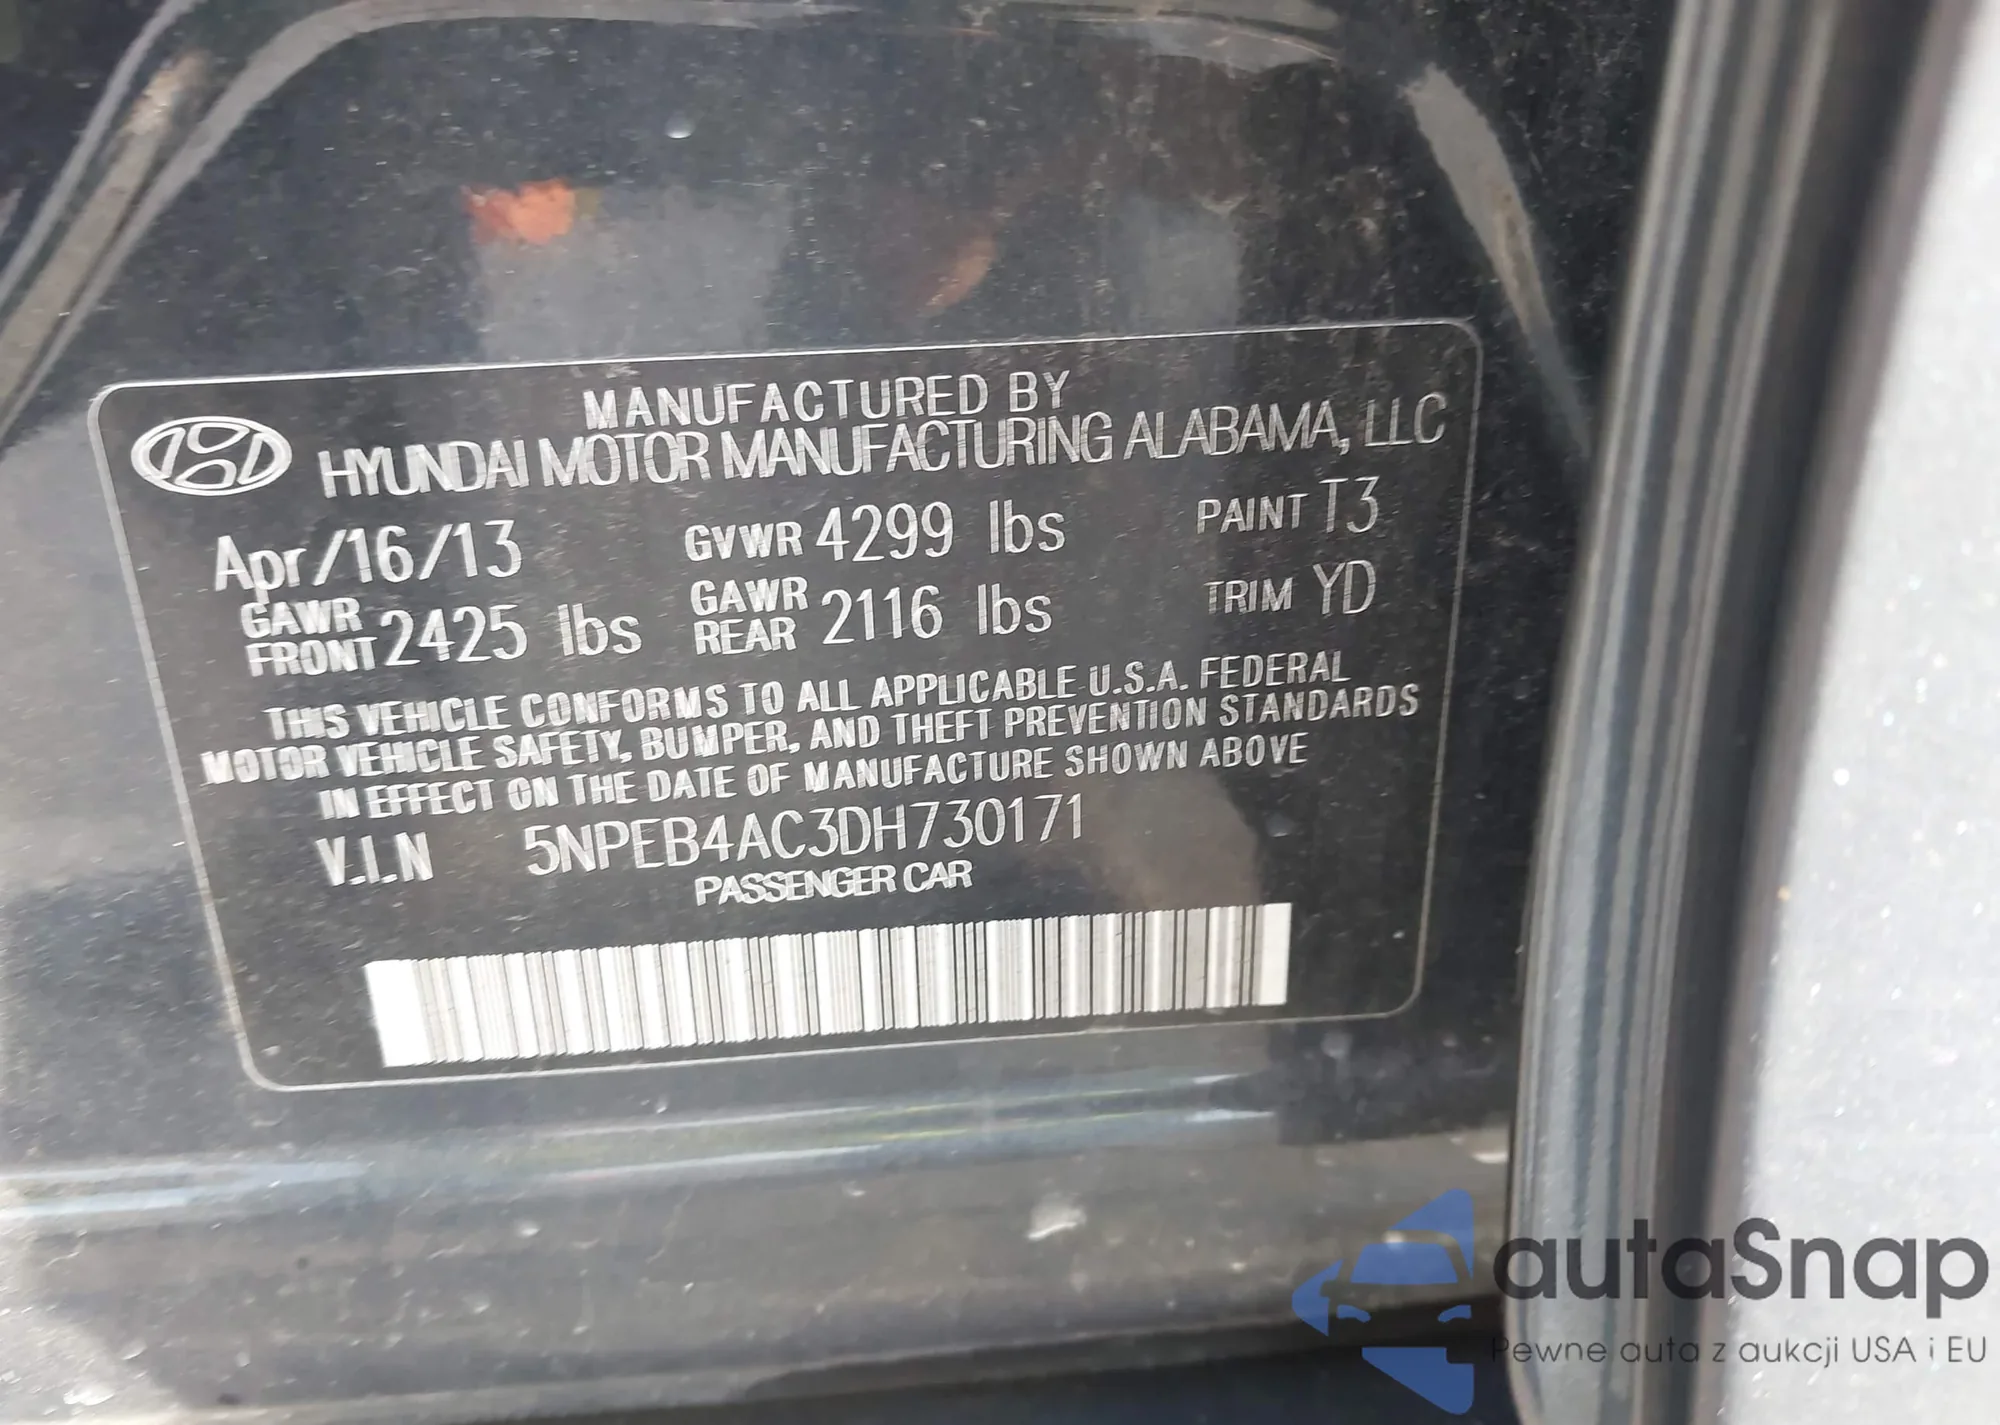 MANUFACTURED BY
HYUNDAI MOTOR MANUFACTURING ALABAMA, LLC
Apr/16/13 GVWR 4299 lbs PAINT T3
GAWR FRONT 2425 lbs GAWR REAR 2116 lbs TRIM YD
THIS VEHICLE CONFORMS TO ALL APPLICABLE U.S.A. FEDERAL
MOTOR VEHICLE SAFETY, BUMPER, AND THEFT PREVENTION STANDARDS
IN EFFECT ON THE DATE OF MANUFACTURE SHOWN ABOVE
V.I.N 5NPEB4AC3DH730171
PASSENGER CAR
autaSnap
Pewne auta z aukcji USA i EU